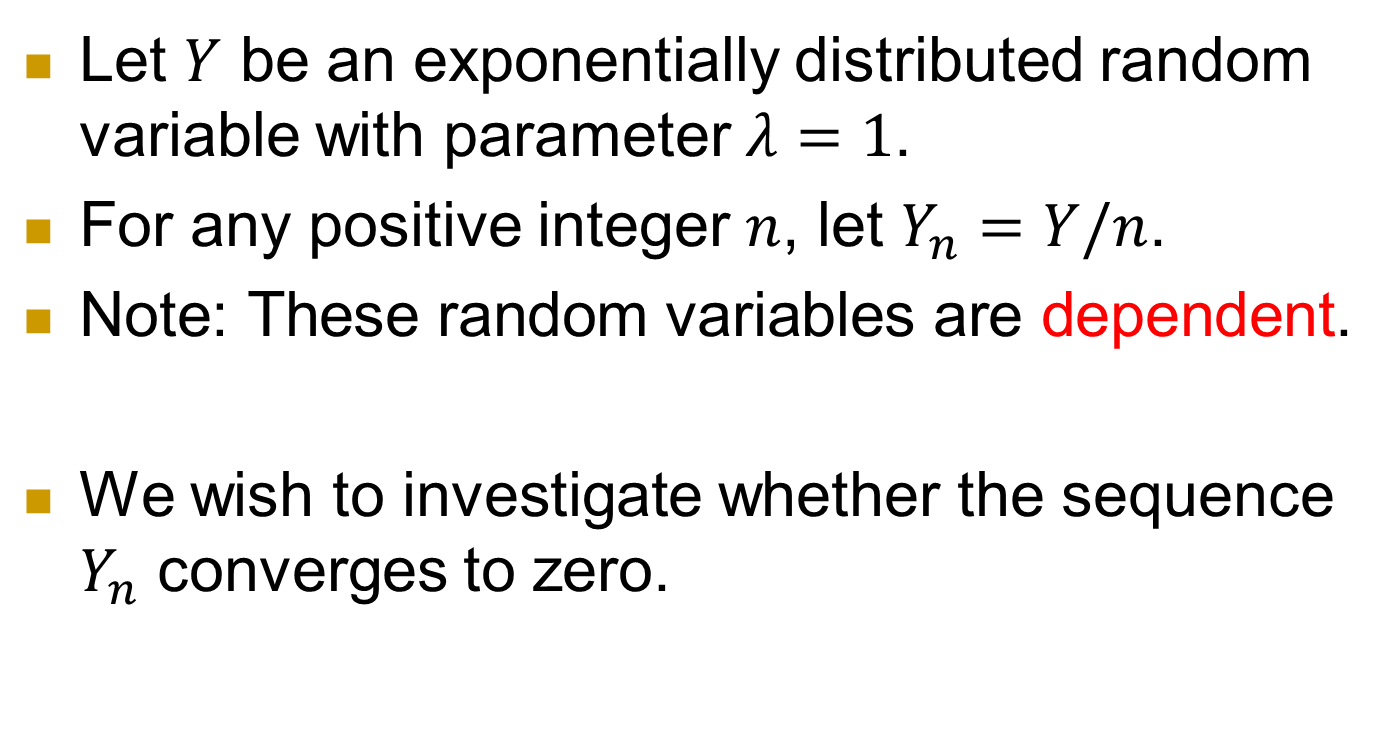 Let 𝑌 be an exponentially distributed random
variable with parameter 𝜆 = 1.
For any positive integer 𝑛, let 𝑌ₙ = 𝑌/𝑛.
Note: These random variables are dependent.
We wish to investigate whether the sequence
𝑌ₙ converges to zero.